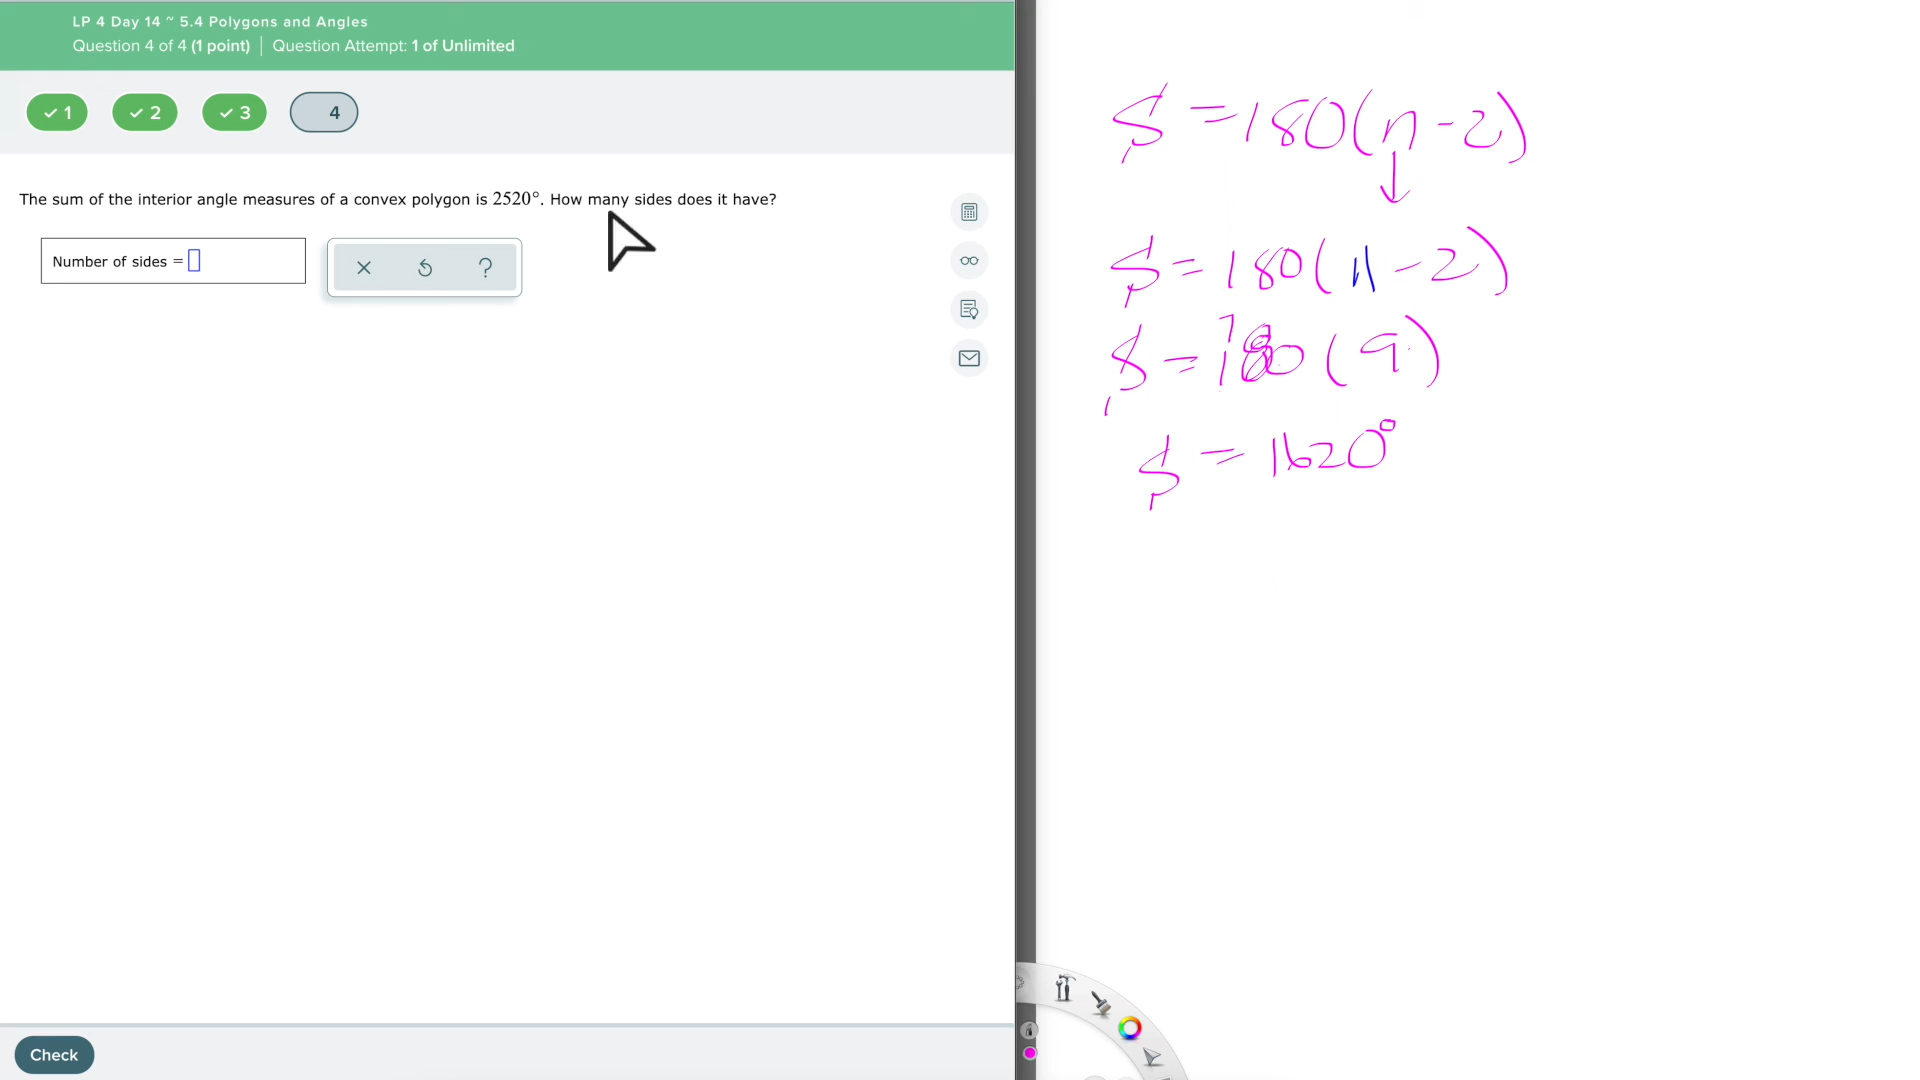 LP 4 Day 14 ~ 5.4 Polygons and Angles
Question 4 of 4 (1 point) | Question Attempt: 1 of Unlimited
✓ 1 ✓ 2 ✓ 3 4
The sum of the interior angle measures of a convex polygon is 2520°. How many sides does it have?
Number of sides =
× ?
Check
S = 180(n - 2)
S = 180(11 - 2)
S = 180(9)
S = 1620°